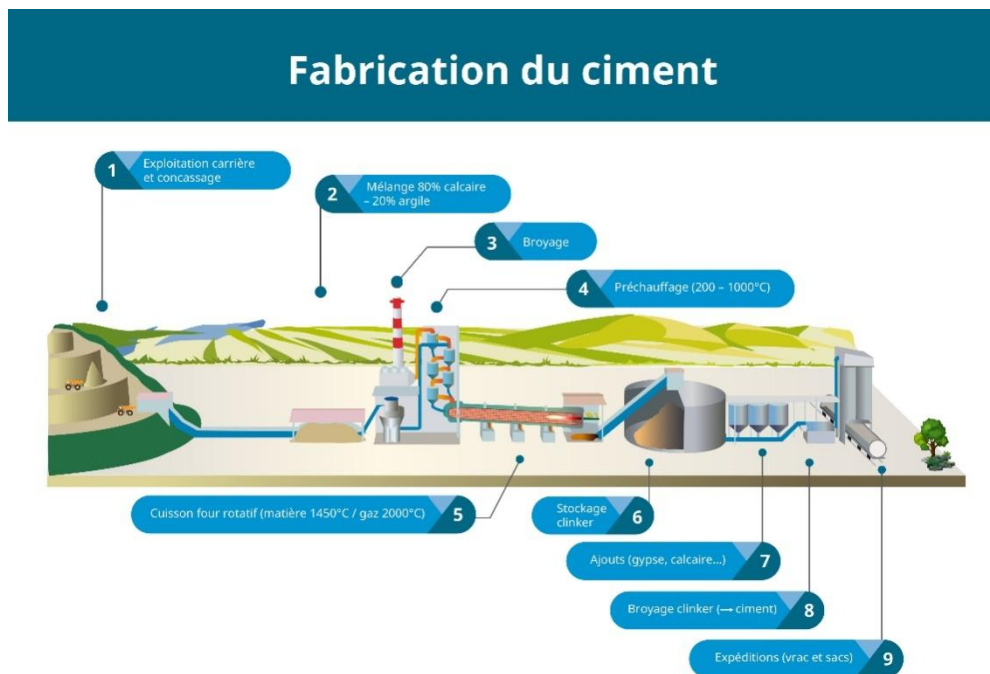 Fabrication du ciment
1
Exploitation carrière
et concassage
2
Mélange 80% calcaire
– 20% argile
3
Broyage
4
Préchauffage (200 – 1000°C)
Cuisson four rotatif (matière 1450°C / gaz 2000°C)
5
Stockage
clinker
6
Ajouts (gypse, calcaire...)
7
Broyage clinker (→ ciment)
8
Expéditions (vrac et sacs)
9